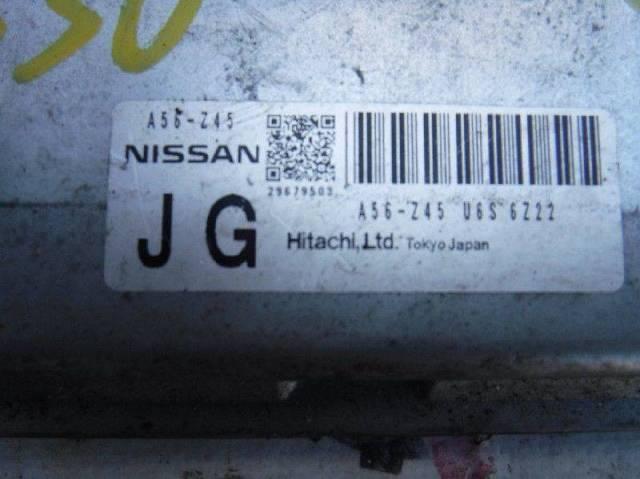 A56-Z45
NISSAN
29679503
A56-Z45 U6S 6Z22
JG
Hitachi,Ltd. Tokyo Japan